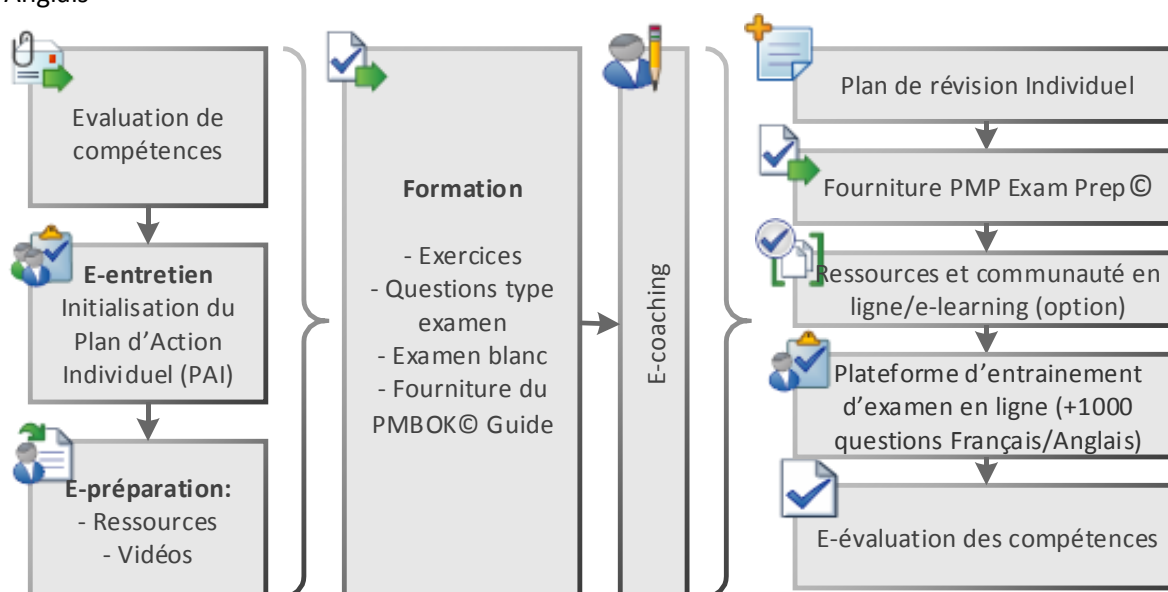 Anglais
Evaluation de
compétences
E-entretien
Initialisation du
Plan d’Action
Individuel (PAI)
E-préparation:
- Ressources
- Vidéos
Formation
- Exercices
- Questions type
examen
- Examen blanc
- Fourniture du
PMBOK© Guide
E-coaching
Plan de révision Individuel
Fourniture PMP Exam Prep©
Ressources et communauté en
ligne/e-learning (option)
Plateforme d’entrainement
d’examen en ligne (+1000
questions Français/Anglais)
E-évaluation des compétences